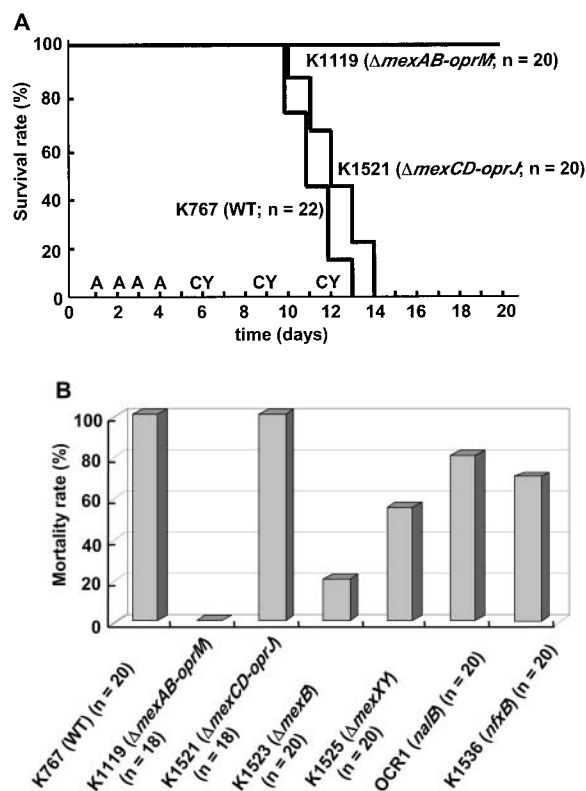 A
100
80
60
40
20
0
Survival rate (%)
K1119 (ΔmexAB-oprM; n = 20)
K1521 (ΔmexCD-oprJ; n = 20)
K767 (WT; n = 22)
A A A A CY CY CY
0 2 4 6 8 10 12 14 16 18 20
time (days)
B
100
80
60
40
20
0
Mortality rate (%)
K767 (WT) (n = 20)
K1119 (ΔmexAB-oprM)
(n = 18)
K1521 (ΔmexCD-oprJ)
(n = 18)
K1523 (ΔmexB)
(n = 20)
K1525 (ΔmexXY)
(n = 20)
OCR1 (nalB) (n = 20)
K1536 (nfxB) (n = 20)